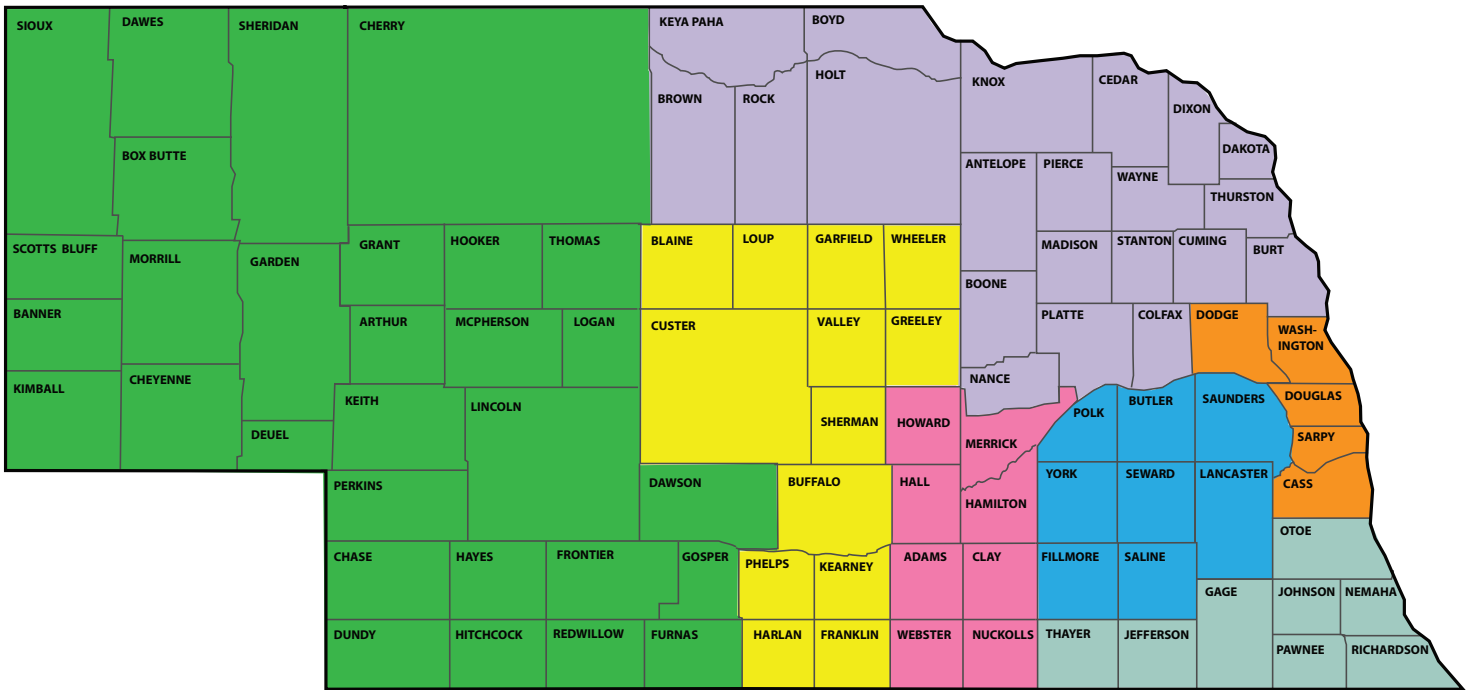 SIOUX
DAWES
SHERIDAN
CHERRY
KEYA PAHA
BOYD
HOLT
KNOX
CEDAR
BROWN
ROCK
DIXON
DAKOTA
BOX BUTTE
ANTELOPE
PIERCE
WAYNE
THURSTON
SCOTTS BLUFF
MORRILL
GARDEN
GRANT
HOOKER
THOMAS
BLAINE
LOUP
GARFIELD
WHEELER
MADISON
STANTON
CUMING
BURT
BOONE
BANNER
ARTHUR
MCPHERSON
LOGAN
CUSTER
VALLEY
GREELEY
PLATTE
COLFAX
DODGE
WASH-
INGTON
KIMBALL
CHEYENNE
NANCE
KEITH
LINCOLN
DOUGLAS
POLK
BUTLER
SAUNDERS
DEUEL
SHERMAN
HOWARD
MERRICK
SARPY
PERKINS
DAWSON
BUFFALO
HALL
HAMILTON
YORK
SEWARD
LANCASTER
CASS
OTOE
CHASE
HAYES
FRONTIER
GOSPER
PHELPS
KEARNEY
ADAMS
CLAY
FILLMORE
SALINE
GAGE
JOHNSON
NEMAHA
DUNDY
HITCHCOCK
REDWILLOW
FURNAS
HARLAN
FRANKLIN
WEBSTER
NUCKOLLS
THAYER
JEFFERSON
PAWNEE
RICHARDSON